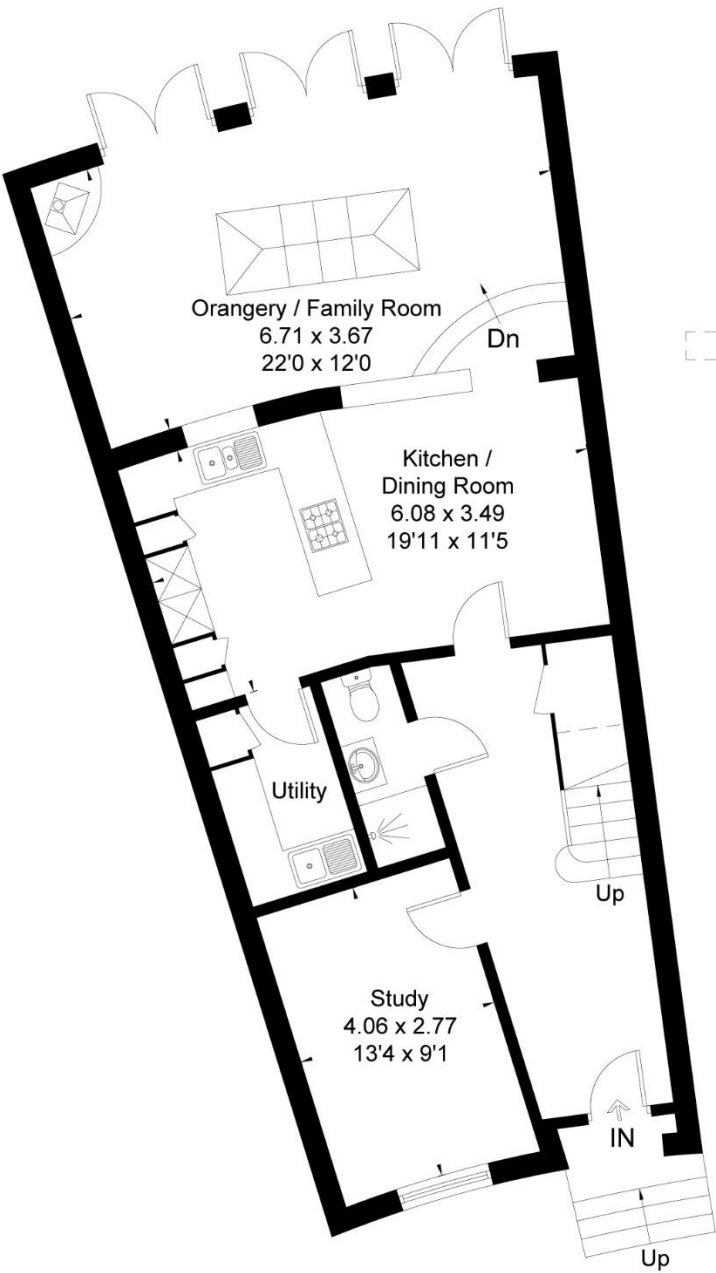 Orangery / Family Room
6.71 x 3.67
22'0 x 12'0
Dn
Kitchen /
Dining Room
6.08 x 3.49
19'11 x 11'5
Utility
Up
Study
4.06 x 2.77
13'4 x 9'1
IN
Up